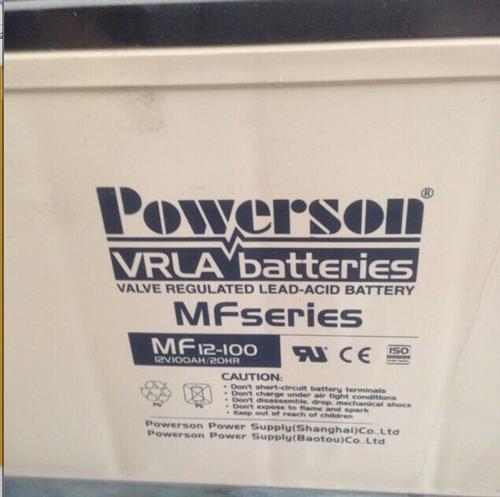 Powerson®
VRLA batteries
VALVE REGULATED LEAD-ACID BATTERY
MFseries
MF12-100
12V100AH/20HR
CE
ISO
CAUTION:
• Don't short-circuit battery terminals
• Don't charge under air tight conditions
• Don't disassemble, drop, mechanical shock
• Don't expose to flame and spark
• Keep out of reach of children
Pb
Pb
Powerson Power Supply(Shanghai)Co.,Ltd
Powerson Power Supply(Baotou)Co.,Ltd